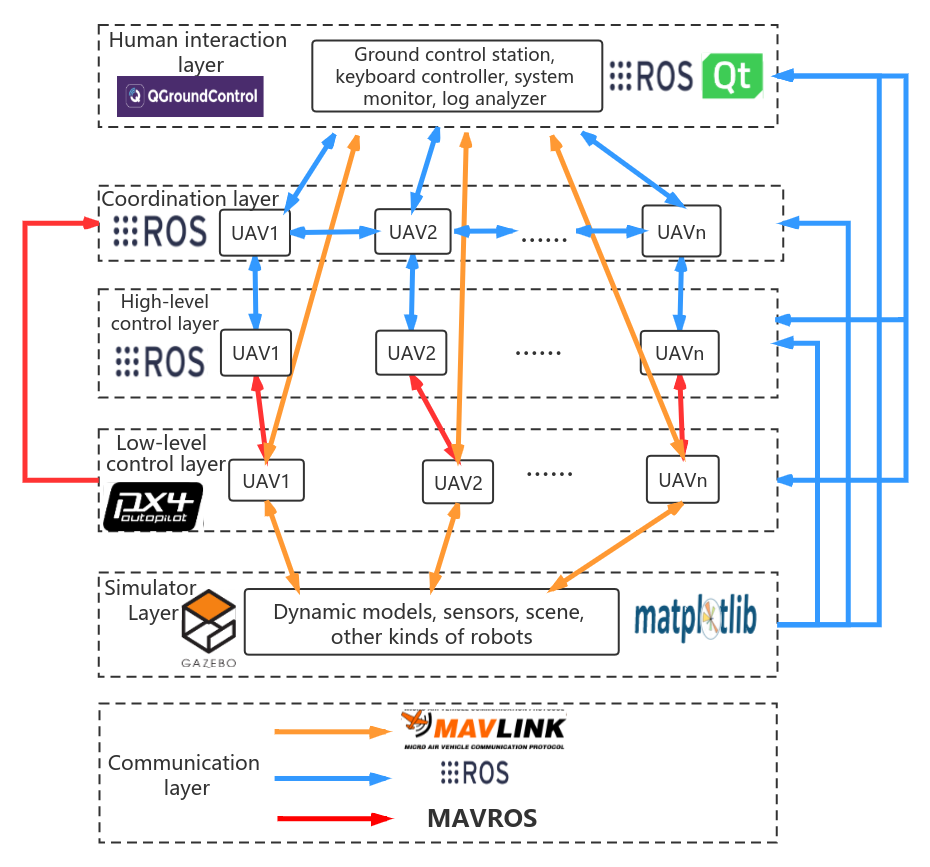 Human interaction
layer
QGroundControl
Ground control station,
keyboard controller, system
monitor, log analyzer
ROS
Qt
Coordination layer
ROS
UAV1
UAV2
......
UAVn
High-level
control layer
ROS
UAV1
UAV2
......
UAVn
Low-level
control layer
px4
autopilot
UAV1
UAV2
......
UAVn
Simulator
Layer
GAZEBO
Dynamic models, sensors, scene,
other kinds of robots
matplotlib
Communication
layer
MAVLINK
MICRO AIR VEHICLE COMMUNICATION PROTOCOL
ROS
MAVROS